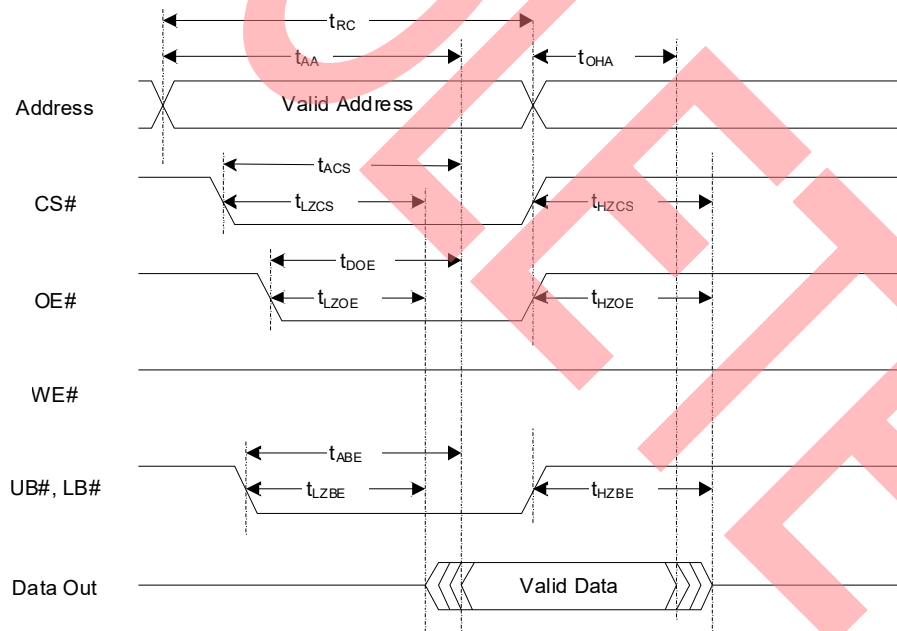 tRC
tAA
tOHA
Address
Valid Address
tACS
CS#
tLZCS
tHZCS
tDOE
OE#
tLZOE
tHZOE
WE#
tABE
UB#, LB#
tLZBE
tHZBE
Data Out
Valid Data